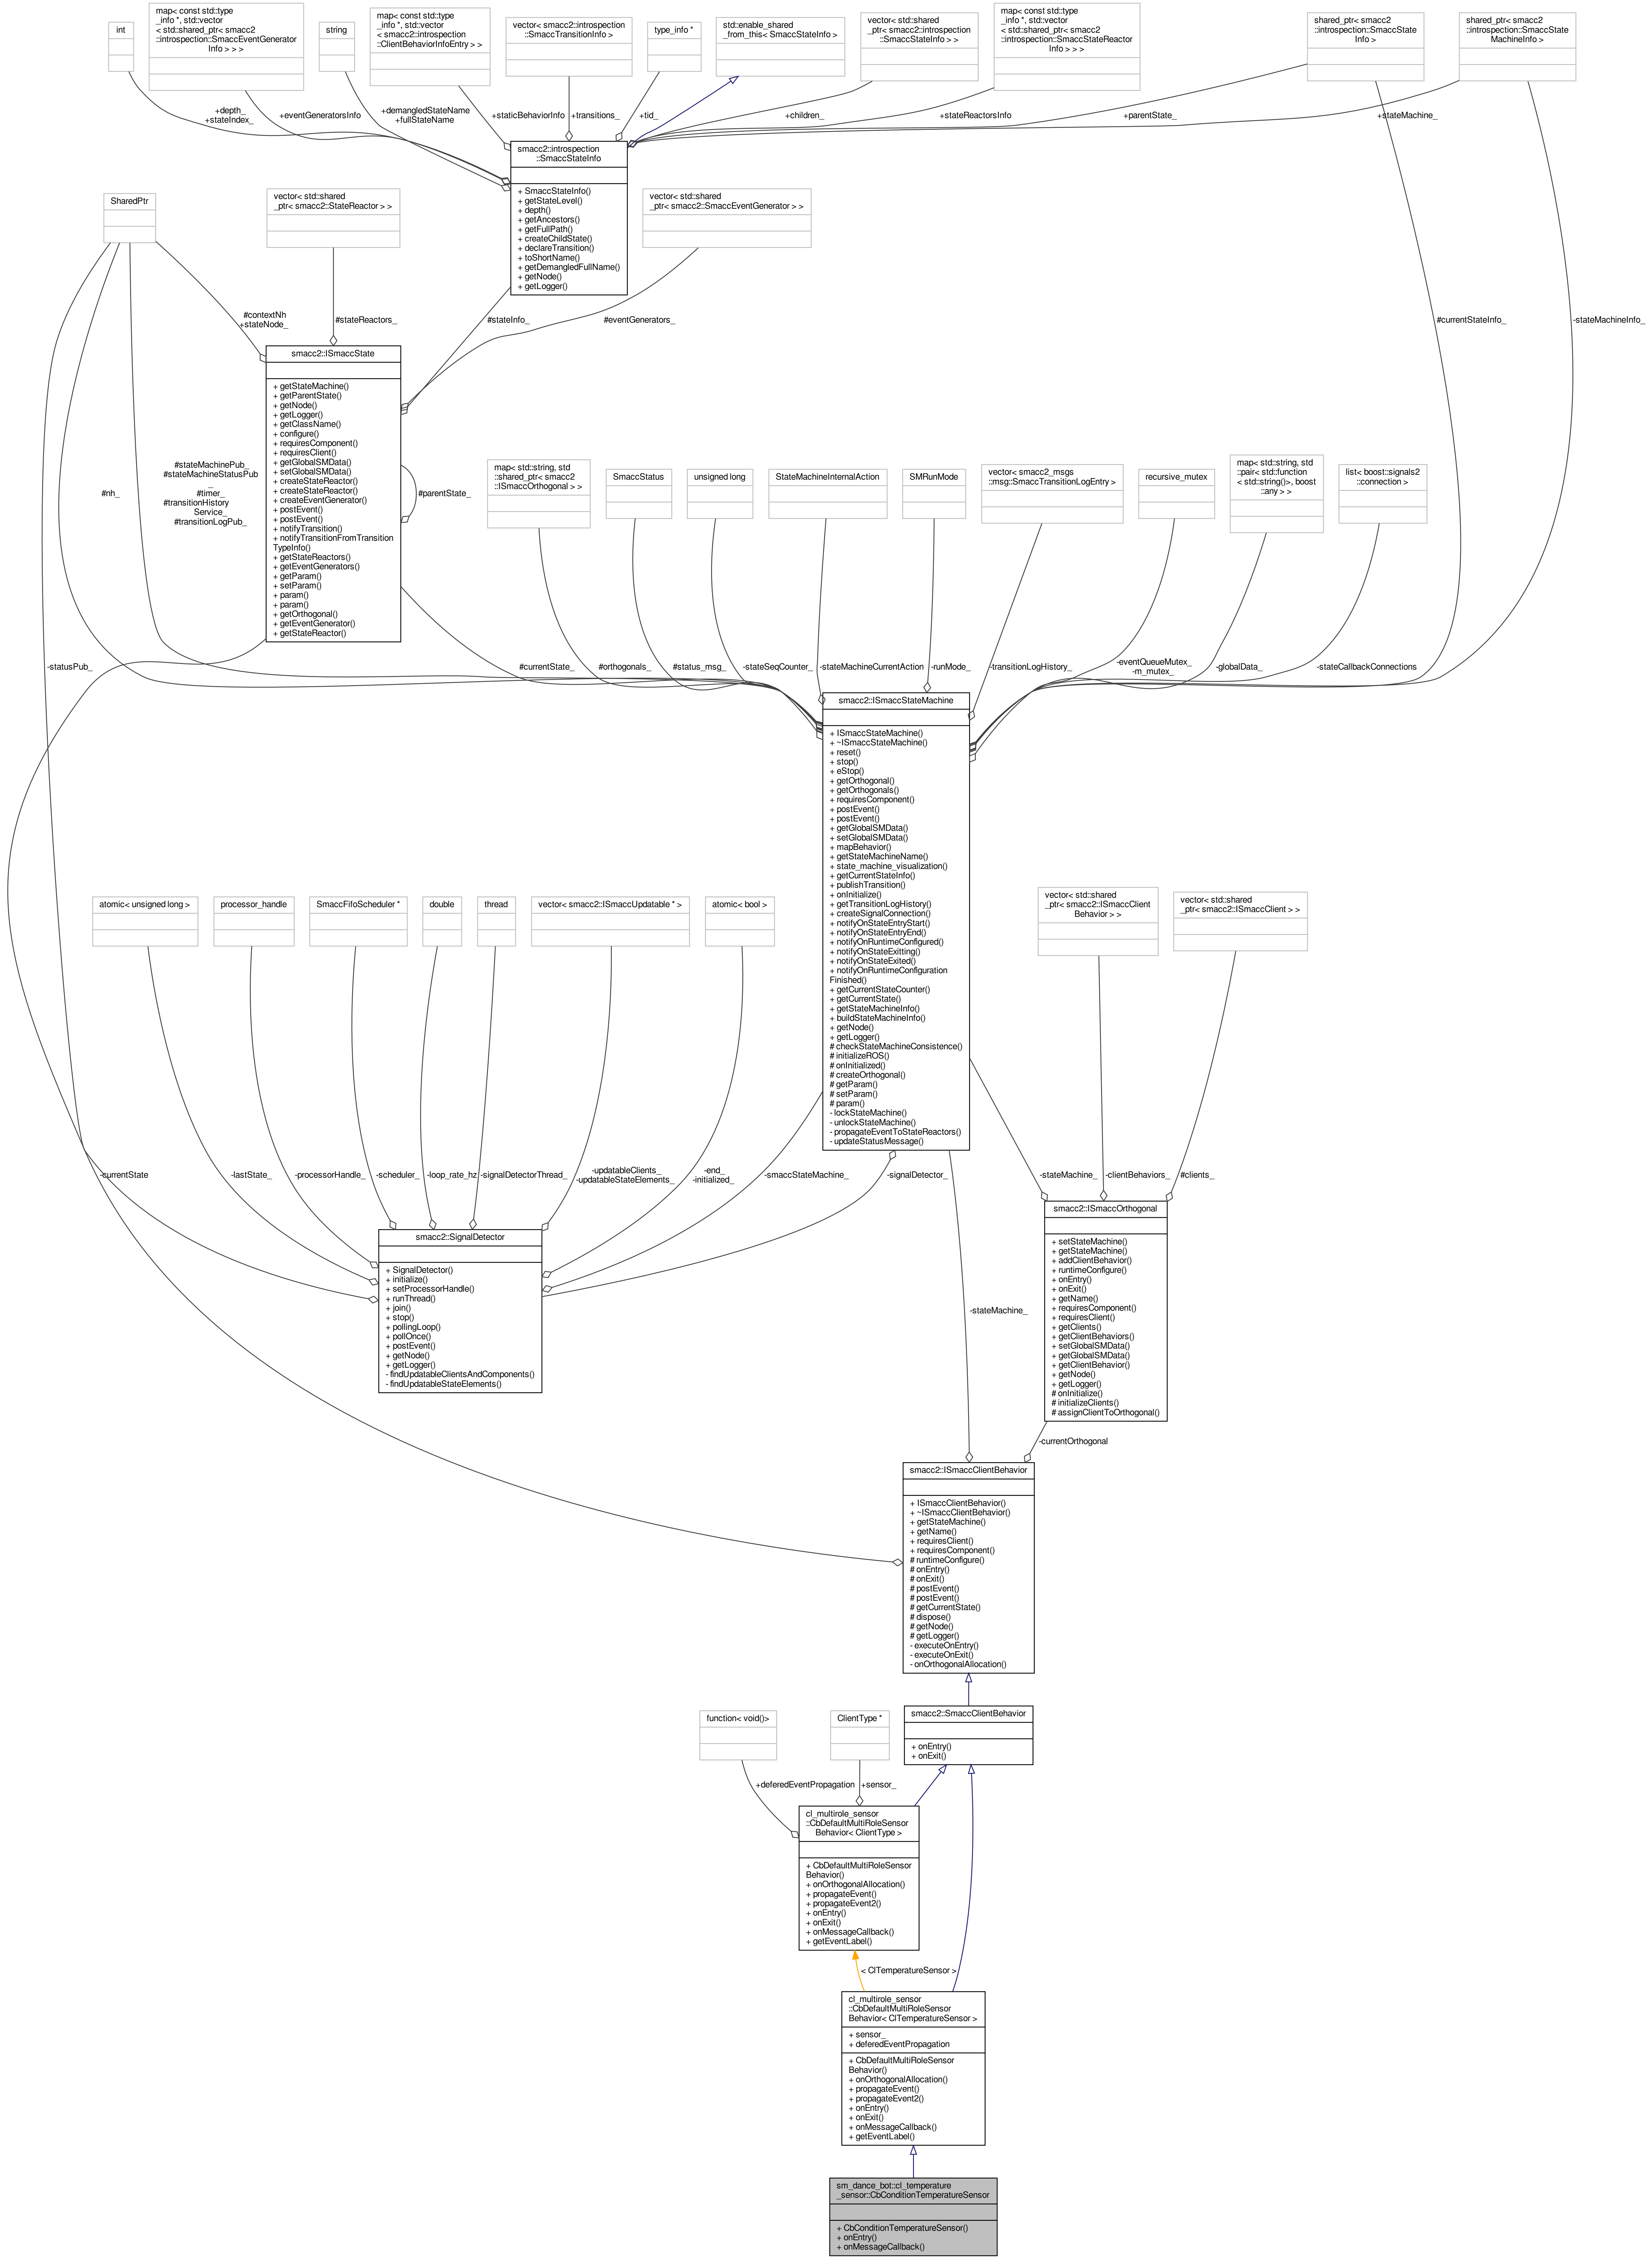 int
map< const std::type
_info *, std::vector
< std::shared_ptr< smacc2
::introspection::SmaccEventGenerator
Info > > >
string
map< const std::type
_info *, std::vector
< smacc2::introspection
::ClientBehaviorInfoEntry > >
vector< smacc2::introspection
::SmaccTransitionInfo >
type_info *
std::enable_shared
_from_this< SmaccStateInfo >
vector< std::shared
_ptr< smacc2::introspection
::SmaccStateInfo > >
map< const std::type
_info *, std::vector
< std::shared_ptr< smacc2
::introspection::SmaccStateReactor
Info > > >
shared_ptr< smacc2
::introspection::SmaccState
Info >
shared_ptr< smacc2
::introspection::SmaccState
MachineInfo >
+depth_
+stateIndex_
+eventGeneratorsInfo
+demangledStateName
+fullStateName
+staticBehaviorInfo
+transitions_
+tid_
+children_
+stateReactorsInfo
+parentState_
+stateMachine_
smacc2::introspection
::SmaccStateInfo
+ SmaccStateInfo()
+ getStateLevel()
+ depth()
+ getAncestors()
+ getFullPath()
+ createChildState()
+ declareTransition()
+ toShortName()
+ getDemangledFullName()
+ getNode()
+ getLogger()
SharedPtr
vector< std::shared
_ptr< smacc2::StateReactor > >
vector< std::shared
_ptr< smacc2::SmaccEventGenerator > >
#contextNh
+stateNode_
#stateReactors_
#stateInfo_
#eventGenerators_
#currentStateInfo_
-stateMachineInfo_
smacc2::ISmaccState
+ getStateMachine()
+ getParentState()
+ getNode()
+ getLogger()
+ getClassName()
+ configure()
+ requiresComponent()
+ requiresClient()
+ getGlobalSMData()
+ setGlobalSMData()
+ createStateReactor()
+ createStateReactor()
+ createEventGenerator()
+ postEvent()
+ postEvent()
+ notifyTransition()
+ notifyTransitionFromTransition
TypeInfo()
+ getStateReactors()
+ getEventGenerators()
+ getParam()
+ setParam()
+ param()
+ param()
+ getOrthogonal()
+ getEventGenerator()
+ getStateReactor()
#nh_
#stateMachinePub_
#stateMachineStatusPub
_
#timer_
#transitionHistory
Service_
#transitionLogPub_
#parentState_
map< std::string, std
::shared_ptr< smacc2
::ISmaccOrthogonal > >
SmaccStatus
unsigned long
StateMachineInternalAction
SMRunMode
vector< smacc2_msgs
::msg::SmaccTransitionLogEntry >
recursive_mutex
map< std::string, std
::pair< std::function
< std::string()>, boost
::any > >
list< boost::signals2
::connection >
-statusPub_
#currentState_
#orthogonals_
#status_msg_
-stateSeqCounter_
-stateMachineCurrentAction
-runMode_
-transitionLogHistory_
-eventQueueMutex_
-m_mutex_
-globalData_
-stateCallbackConnections
smacc2::ISmaccStateMachine
+ ISmaccStateMachine()
+ ~ISmaccStateMachine()
+ reset()
+ stop()
+ eStop()
+ getOrthogonal()
+ getOrthogonals()
+ requiresComponent()
+ postEvent()
+ postEvent()
+ getGlobalSMData()
+ setGlobalSMData()
+ mapBehavior()
+ getStateMachineName()
+ state_machine_visualization()
+ getCurrentStateInfo()
+ publishTransition()
+ onInitialize()
+ getTransitionLogHistory()
+ createSignalConnection()
+ notifyOnStateEntryStart()
+ notifyOnStateEntryEnd()
+ notifyOnRuntimeConfigured()
+ notifyOnStateExitting()
+ notifyOnStateExited()
+ notifyOnRuntimeConfiguration
Finished()
+ getCurrentStateCounter()
+ getCurrentState()
+ getStateMachineInfo()
+ buildStateMachineInfo()
+ getNode()
+ getLogger()
# checkStateMachineConsistence()
# initializeROS()
# onInitialized()
# createOrthogonal()
# getParam()
# setParam()
# param()
- lockStateMachine()
- unlockStateMachine()
- propagateEventToStateReactors()
- updateStatusMessage()
atomic< unsigned long >
processor_handle
SmaccFifoScheduler *
double
thread
vector< smacc2::ISmaccUpdatable * >
atomic< bool >
vector< std::shared
_ptr< smacc2::ISmaccClient
Behavior > >
vector< std::shared
_ptr< smacc2::ISmaccClient > >
-currentState
-lastState_
-processorHandle_
-scheduler_
-loop_rate_hz
-signalDetectorThread_
-updatableClients_
-updatableStateElements_
-end_
-initialized_
-smaccStateMachine_
-signalDetector_
-stateMachine_
-clientBehaviors_
#clients_
smacc2::SignalDetector
+ SignalDetector()
+ initialize()
+ setProcessorHandle()
+ runThread()
+ join()
+ stop()
+ pollingLoop()
+ pollOnce()
+ postEvent()
+ getNode()
+ getLogger()
- findUpdatableClientsAndComponents()
- findUpdatableStateElements()
smacc2::ISmaccOrthogonal
+ setStateMachine()
+ getStateMachine()
+ addClientBehavior()
+ runtimeConfigure()
+ onEntry()
+ onExit()
+ getName()
+ requiresComponent()
+ requiresClient()
+ getClients()
+ getClientBehaviors()
+ setGlobalSMData()
+ getGlobalSMData()
+ getClientBehavior()
+ getNode()
+ getLogger()
# onInitialize()
# initializeClients()
# assignClientToOrthogonal()
-stateMachine_
-currentOrthogonal
smacc2::ISmaccClientBehavior
+ ISmaccClientBehavior()
+ ~ISmaccClientBehavior()
+ getStateMachine()
+ getName()
+ requiresClient()
+ requiresComponent()
# runtimeConfigure()
# onEntry()
# onExit()
# postEvent()
# postEvent()
# getCurrentState()
# dispose()
# getNode()
# getLogger()
- executeOnEntry()
- executeOnExit()
- onOrthogonalAllocation()
function< void()>
ClientType *
smacc2::SmaccClientBehavior
+ onEntry()
+ onExit()
+deferedEventPropagation
+sensor_
cl_multirole_sensor
::CbDefaultMultiRoleSensor
Behavior< ClientType >
+ CbDefaultMultiRoleSensor
Behavior()
+ onOrthogonalAllocation()
+ propagateEvent()
+ propagateEvent2()
+ onEntry()
+ onExit()
+ onMessageCallback()
+ getEventLabel()
< ClTemperatureSensor >
cl_multirole_sensor
::CbDefaultMultiRoleSensor
Behavior< ClTemperatureSensor >
+ sensor_
+ deferedEventPropagation
+ CbDefaultMultiRoleSensor
Behavior()
+ onOrthogonalAllocation()
+ propagateEvent()
+ propagateEvent2()
+ onEntry()
+ onExit()
+ onMessageCallback()
+ getEventLabel()
sm_dance_bot::cl_temperature
_sensor::CbConditionTemperatureSensor
+ CbConditionTemperatureSensor()
+ onEntry()
+ onMessageCallback()